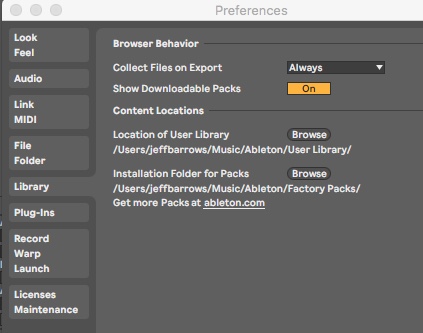 Preferences
Look
Feel
Audio
Link
MIDI
File
Folder
Library
Plug-Ins
Record
Warp
Launch
Licenses
Maintenance
Browser Behavior
Collect Files on Export Always
Show Downloadable Packs On
Content Locations
Location of User Library Browse
/Users/jeffbarrows/Music/Ableton/User Library/
Installation Folder for Packs Browse
/Users/jeffbarrows/Music/Ableton/Factory Packs/
Get more Packs at ableton.com